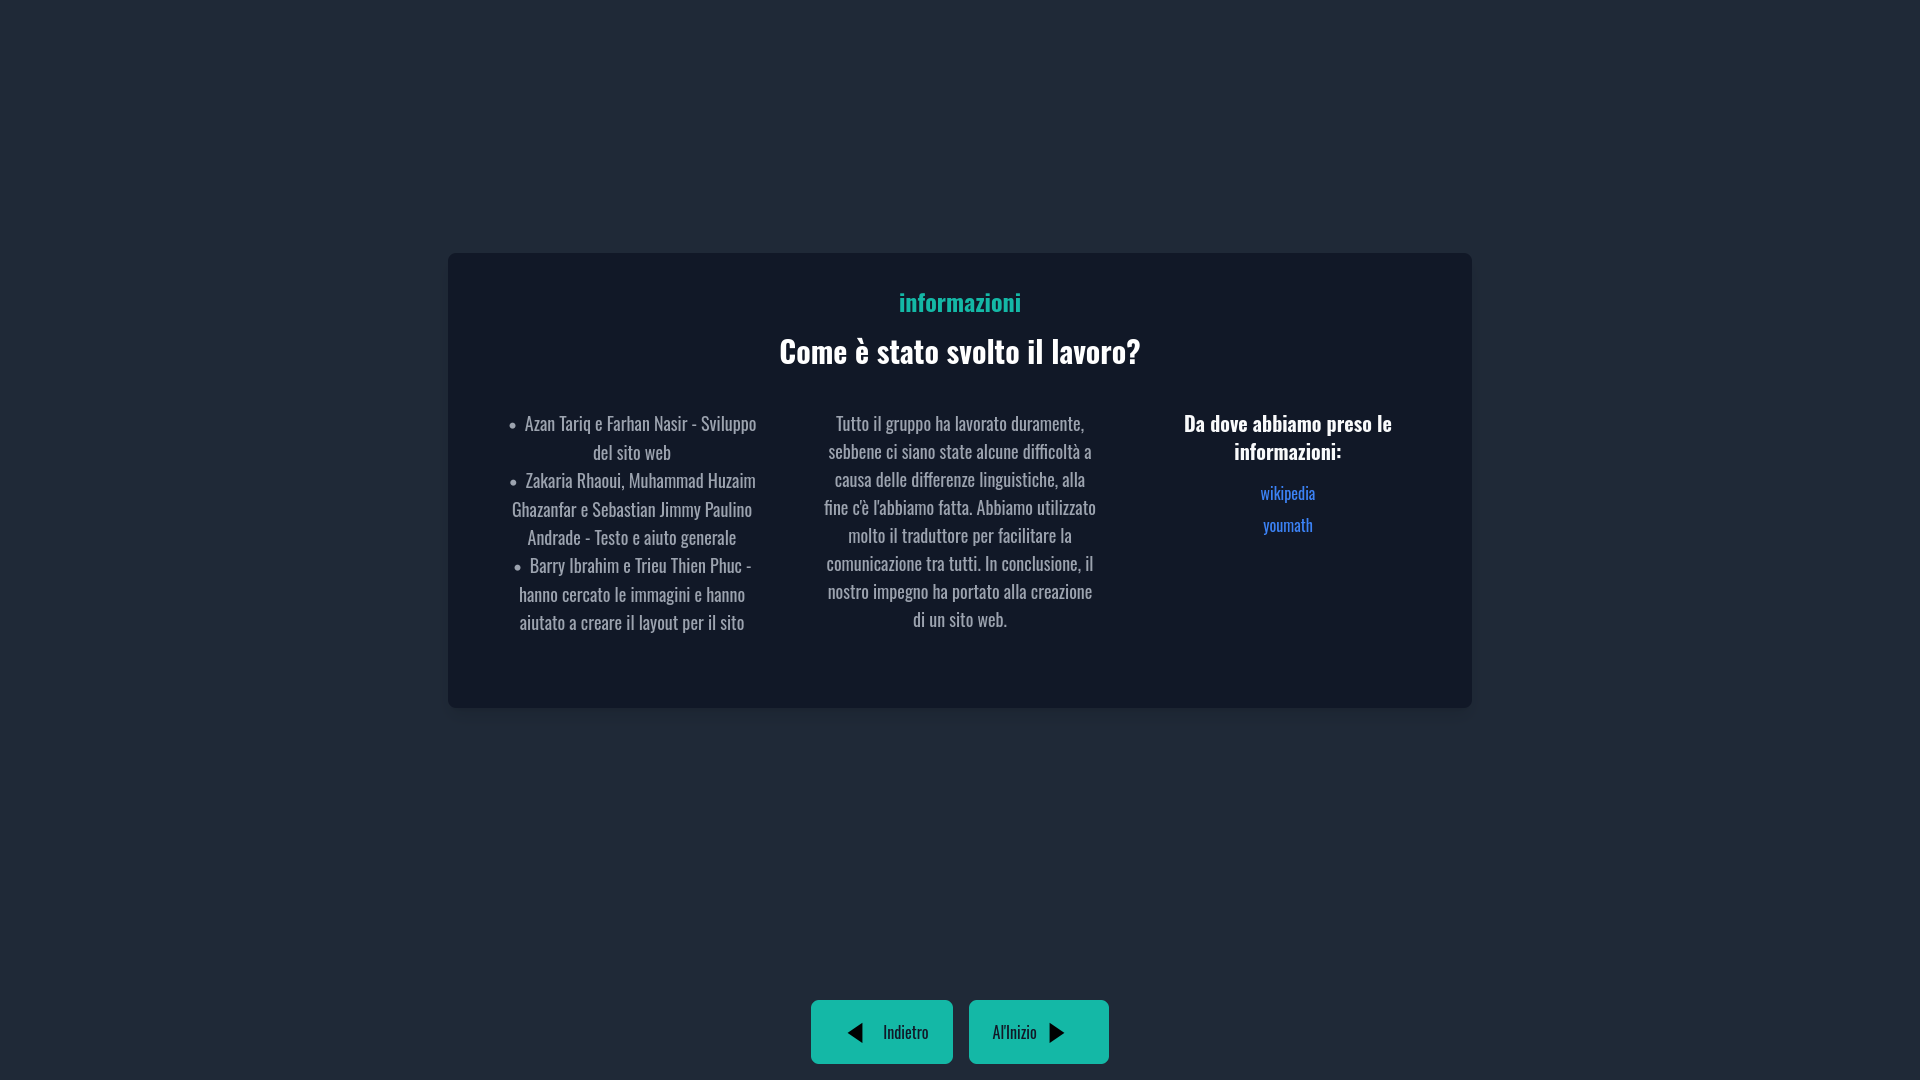 informazioni
Come è stato svolto il lavoro?
• Azan Tariq e Farhan Nasir - Sviluppo
del sito web
• Zakaria Rhaoui, Muhammad Huzaim
Ghazanfar e Sebastian Jimmy Paulino
Andrade - Testo e aiuto generale
• Barry Ibrahim e Trieu Thien Phuc -
hanno cercato le immagini e hanno
aiutato a creare il layout per il sito
Tutto il gruppo ha lavorato duramente,
sebbene ci siano state alcune difficoltà a
causa delle differenze linguistiche, alla
fine c'è l'abbiamo fatta. Abbiamo utilizzato
molto il traduttore per facilitare la
comunicazione tra tutti. In conclusione, il
nostro impegno ha portato alla creazione
di un sito web.
Da dove abbiamo preso le
informazioni:
wikipedia
youmath
Indietro
Al'Inizio